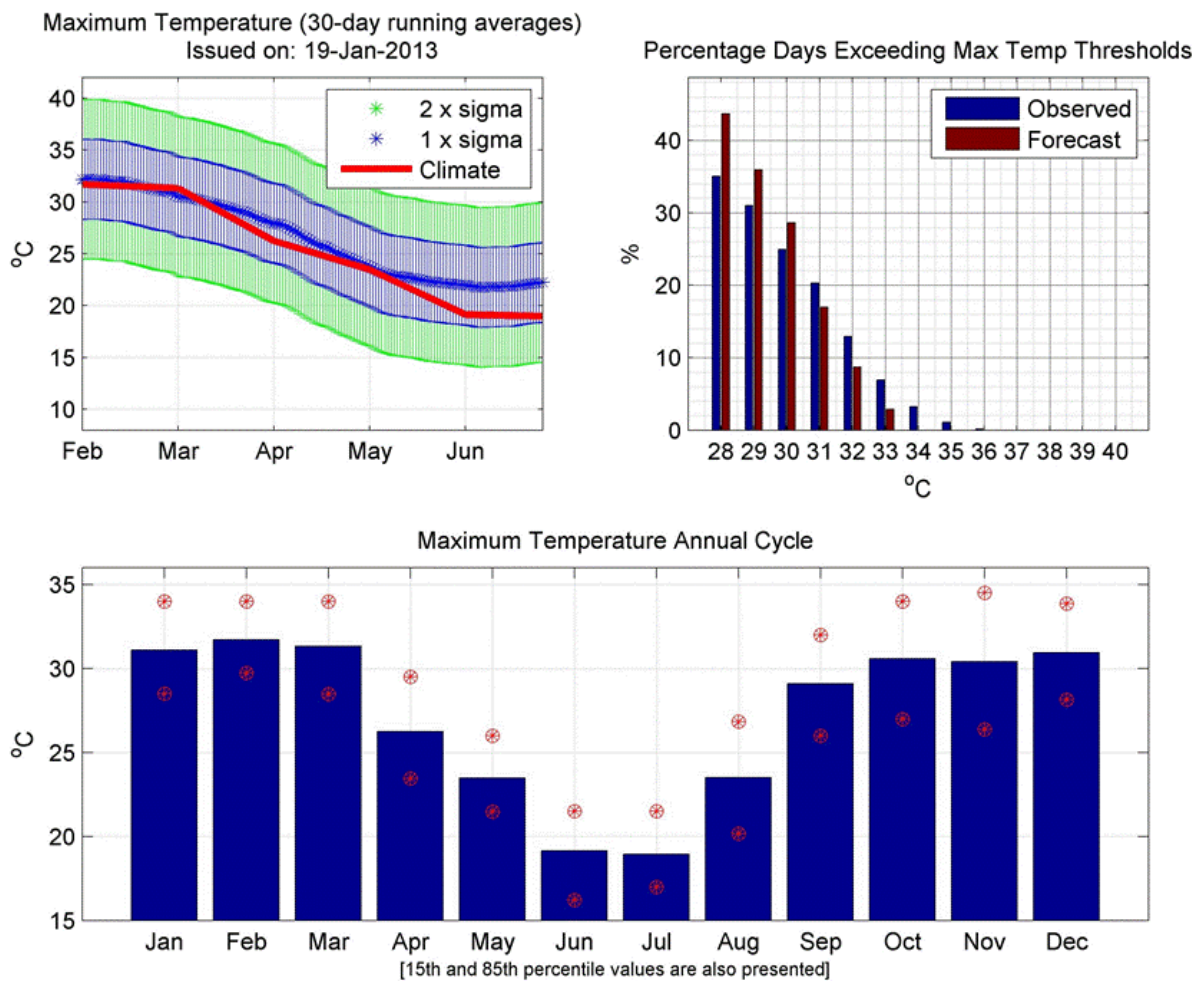 Maximum Temperature (30-day running averages)
Issued on: 19-Jan-2013
40
35
30
25
20
15
10
°C
Feb Mar Apr May Jun
2 x sigma
1 x sigma
Climate
Percentage Days Exceeding Max Temp Thresholds
40
30
20
10
0
%
28 29 30 31 32 33 34 35 36 37 38 39 40
°C
Observed
Forecast
Maximum Temperature Annual Cycle
35
30
25
20
15
°C
Jan Feb Mar Apr May Jun Jul Aug Sep Oct Nov Dec
[15th and 85th percentile values are also presented]